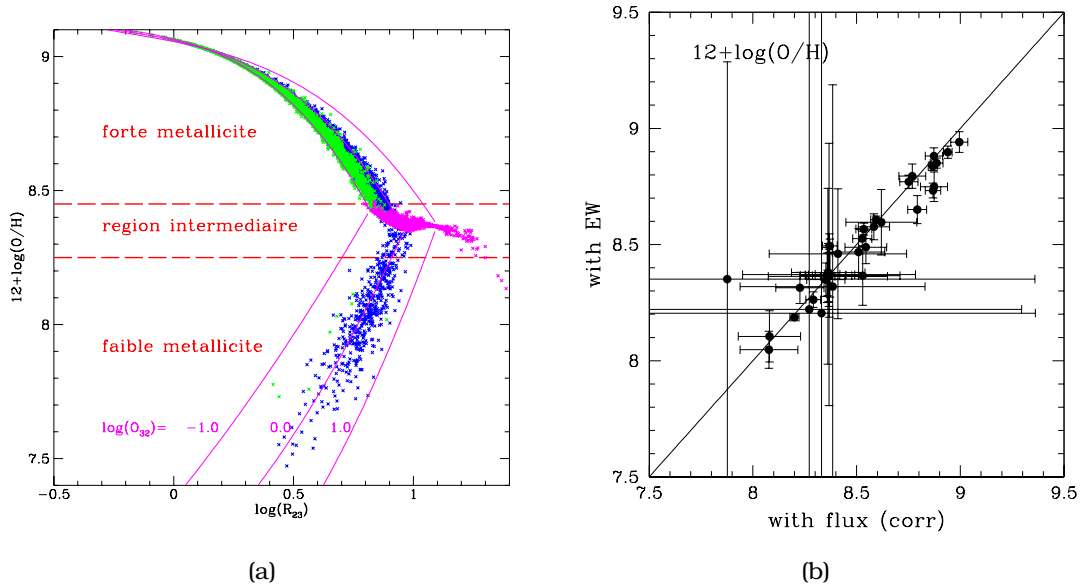 9
8.5
8
7.5
-0.5
0
0.5
1
12+log(O/H)
log(R23)
forte metallicite
region intermediaire
faible metallicite
log(O32)= -1.0 0.0 1.0
(a)
9.5
9
8.5
8
7.5
7.5
8
8.5
9
9.5
12+log(O/H)
with EW
with flux (corr)
(b)